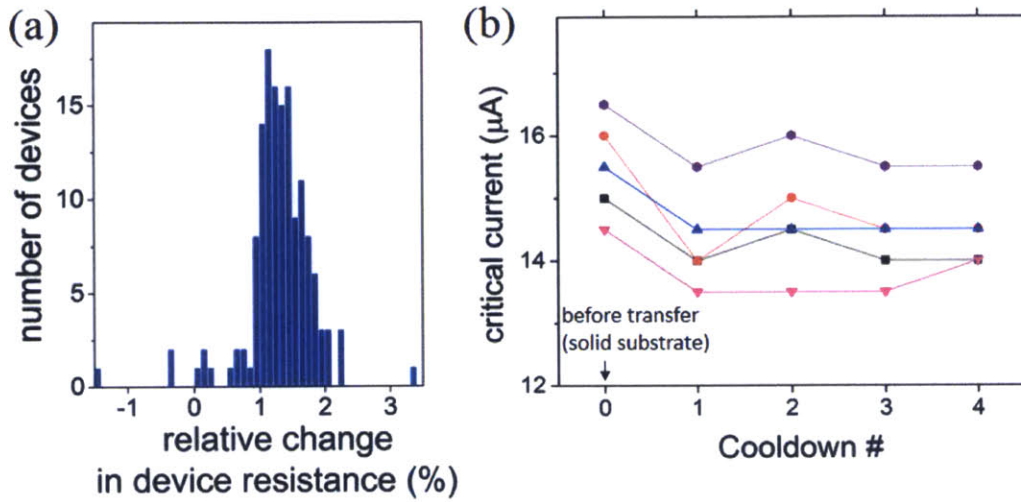 (a)
number of devices
15
10
5
0
-1 0 1 2 3
relative change
in device resistance (%)
(b)
critical current (μA)
16
14
12
before transfer
(solid substrate)
0 1 2 3 4
Cooldown #